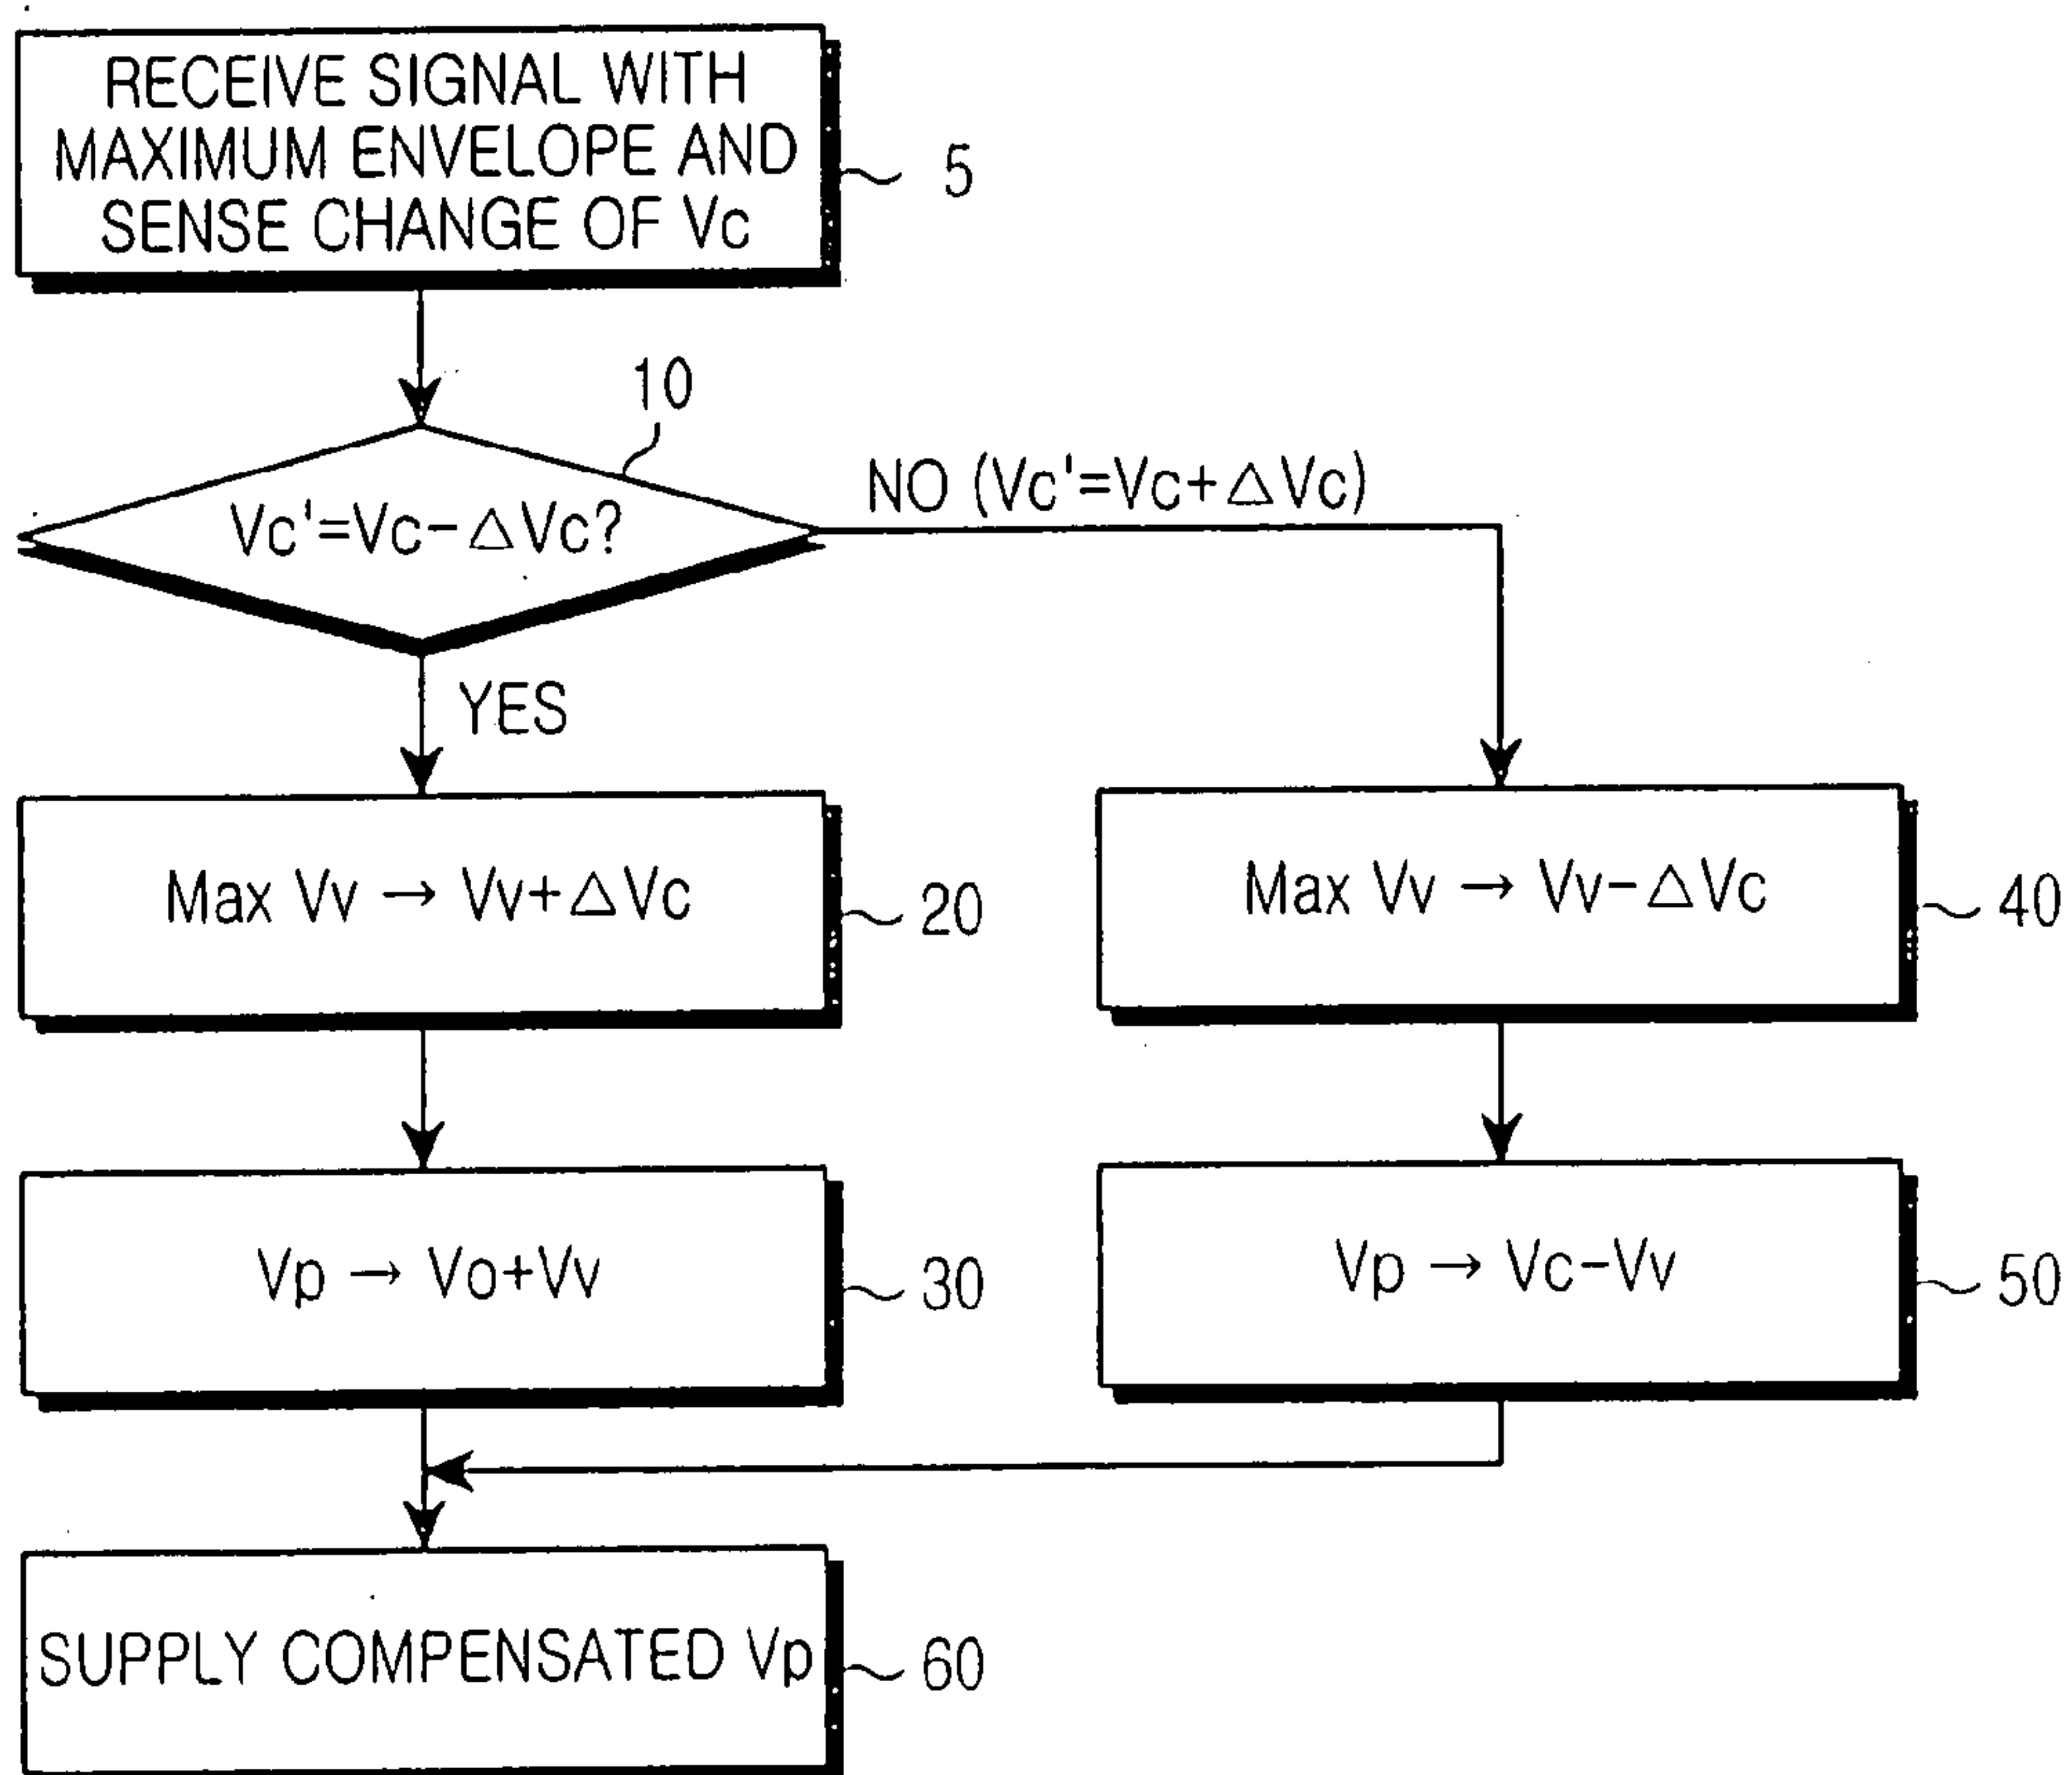 RECEIVE SIGNAL WITH
MAXIMUM ENVELOPE AND
SENSE CHANGE OF Vc
5
10
Vc'=Vc-△Vc?
NO (Vc'=Vc+△Vc)
YES
Max Vv → Vv+△Vc
20
Max Vv → Vv-△Vc
40
Vp → Vo+Vv
30
Vp → Vc-Vv
50
SUPPLY COMPENSATED Vp
60